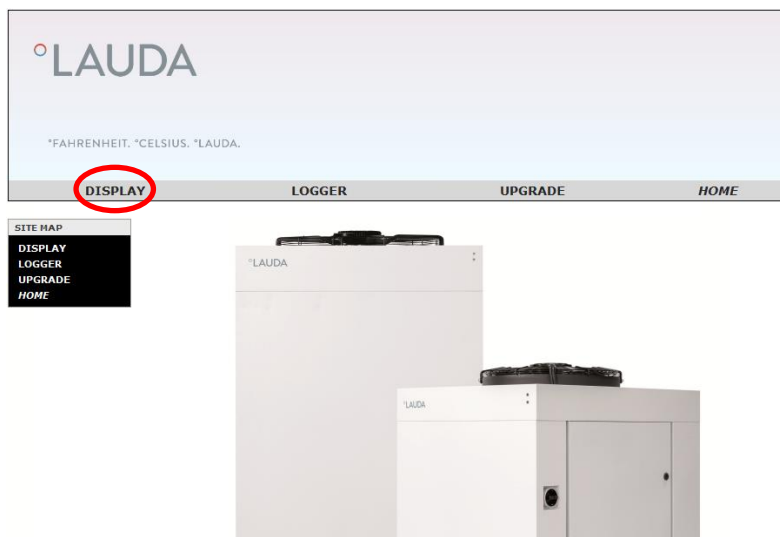 °LAUDA
°FAHRENHEIT. °CELSIUS. °LAUDA.
DISPLAY LOGGER UPGRADE HOME
SITE MAP
DISPLAY
LOGGER
UPGRADE
HOME
°LAUDA
°LAUDA